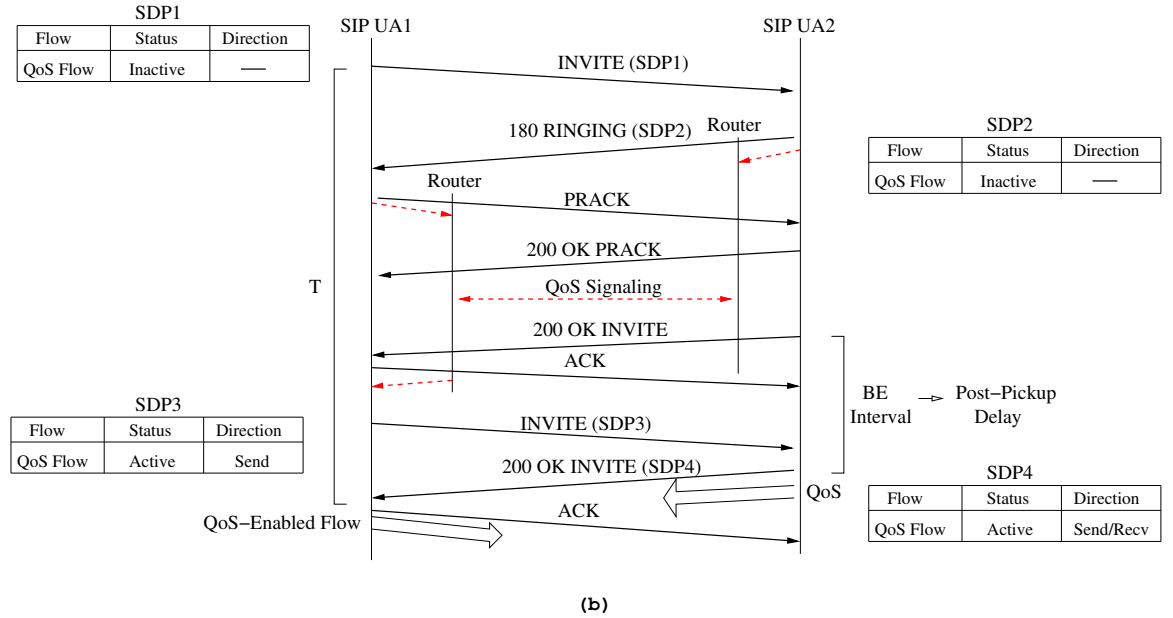 SDP1
Flow Status Direction
QoS Flow Inactive —
SIP UA1
SIP UA2
INVITE (SDP1)
180 RINGING (SDP2)
Router
SDP2
Flow Status Direction
QoS Flow Inactive —
Router
PRACK
200 OK PRACK
T
QoS Signaling
200 OK INVITE
ACK
BE
Interval
Post−Pickup
Delay
SDP3
Flow Status Direction
QoS Flow Active Send
INVITE (SDP3)
200 OK INVITE (SDP4)
QoS
SDP4
Flow Status Direction
QoS Flow Active Send/Recv
QoS−Enabled Flow
ACK
(b)